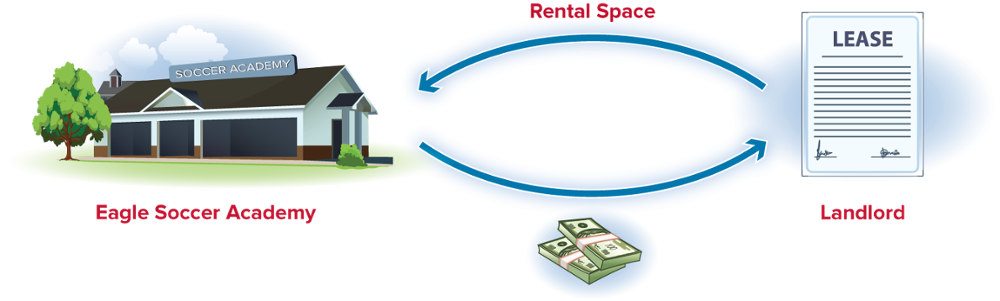 Rental Space
SOCCER ACADEMY
LEASE
Eagle Soccer Academy
Landlord